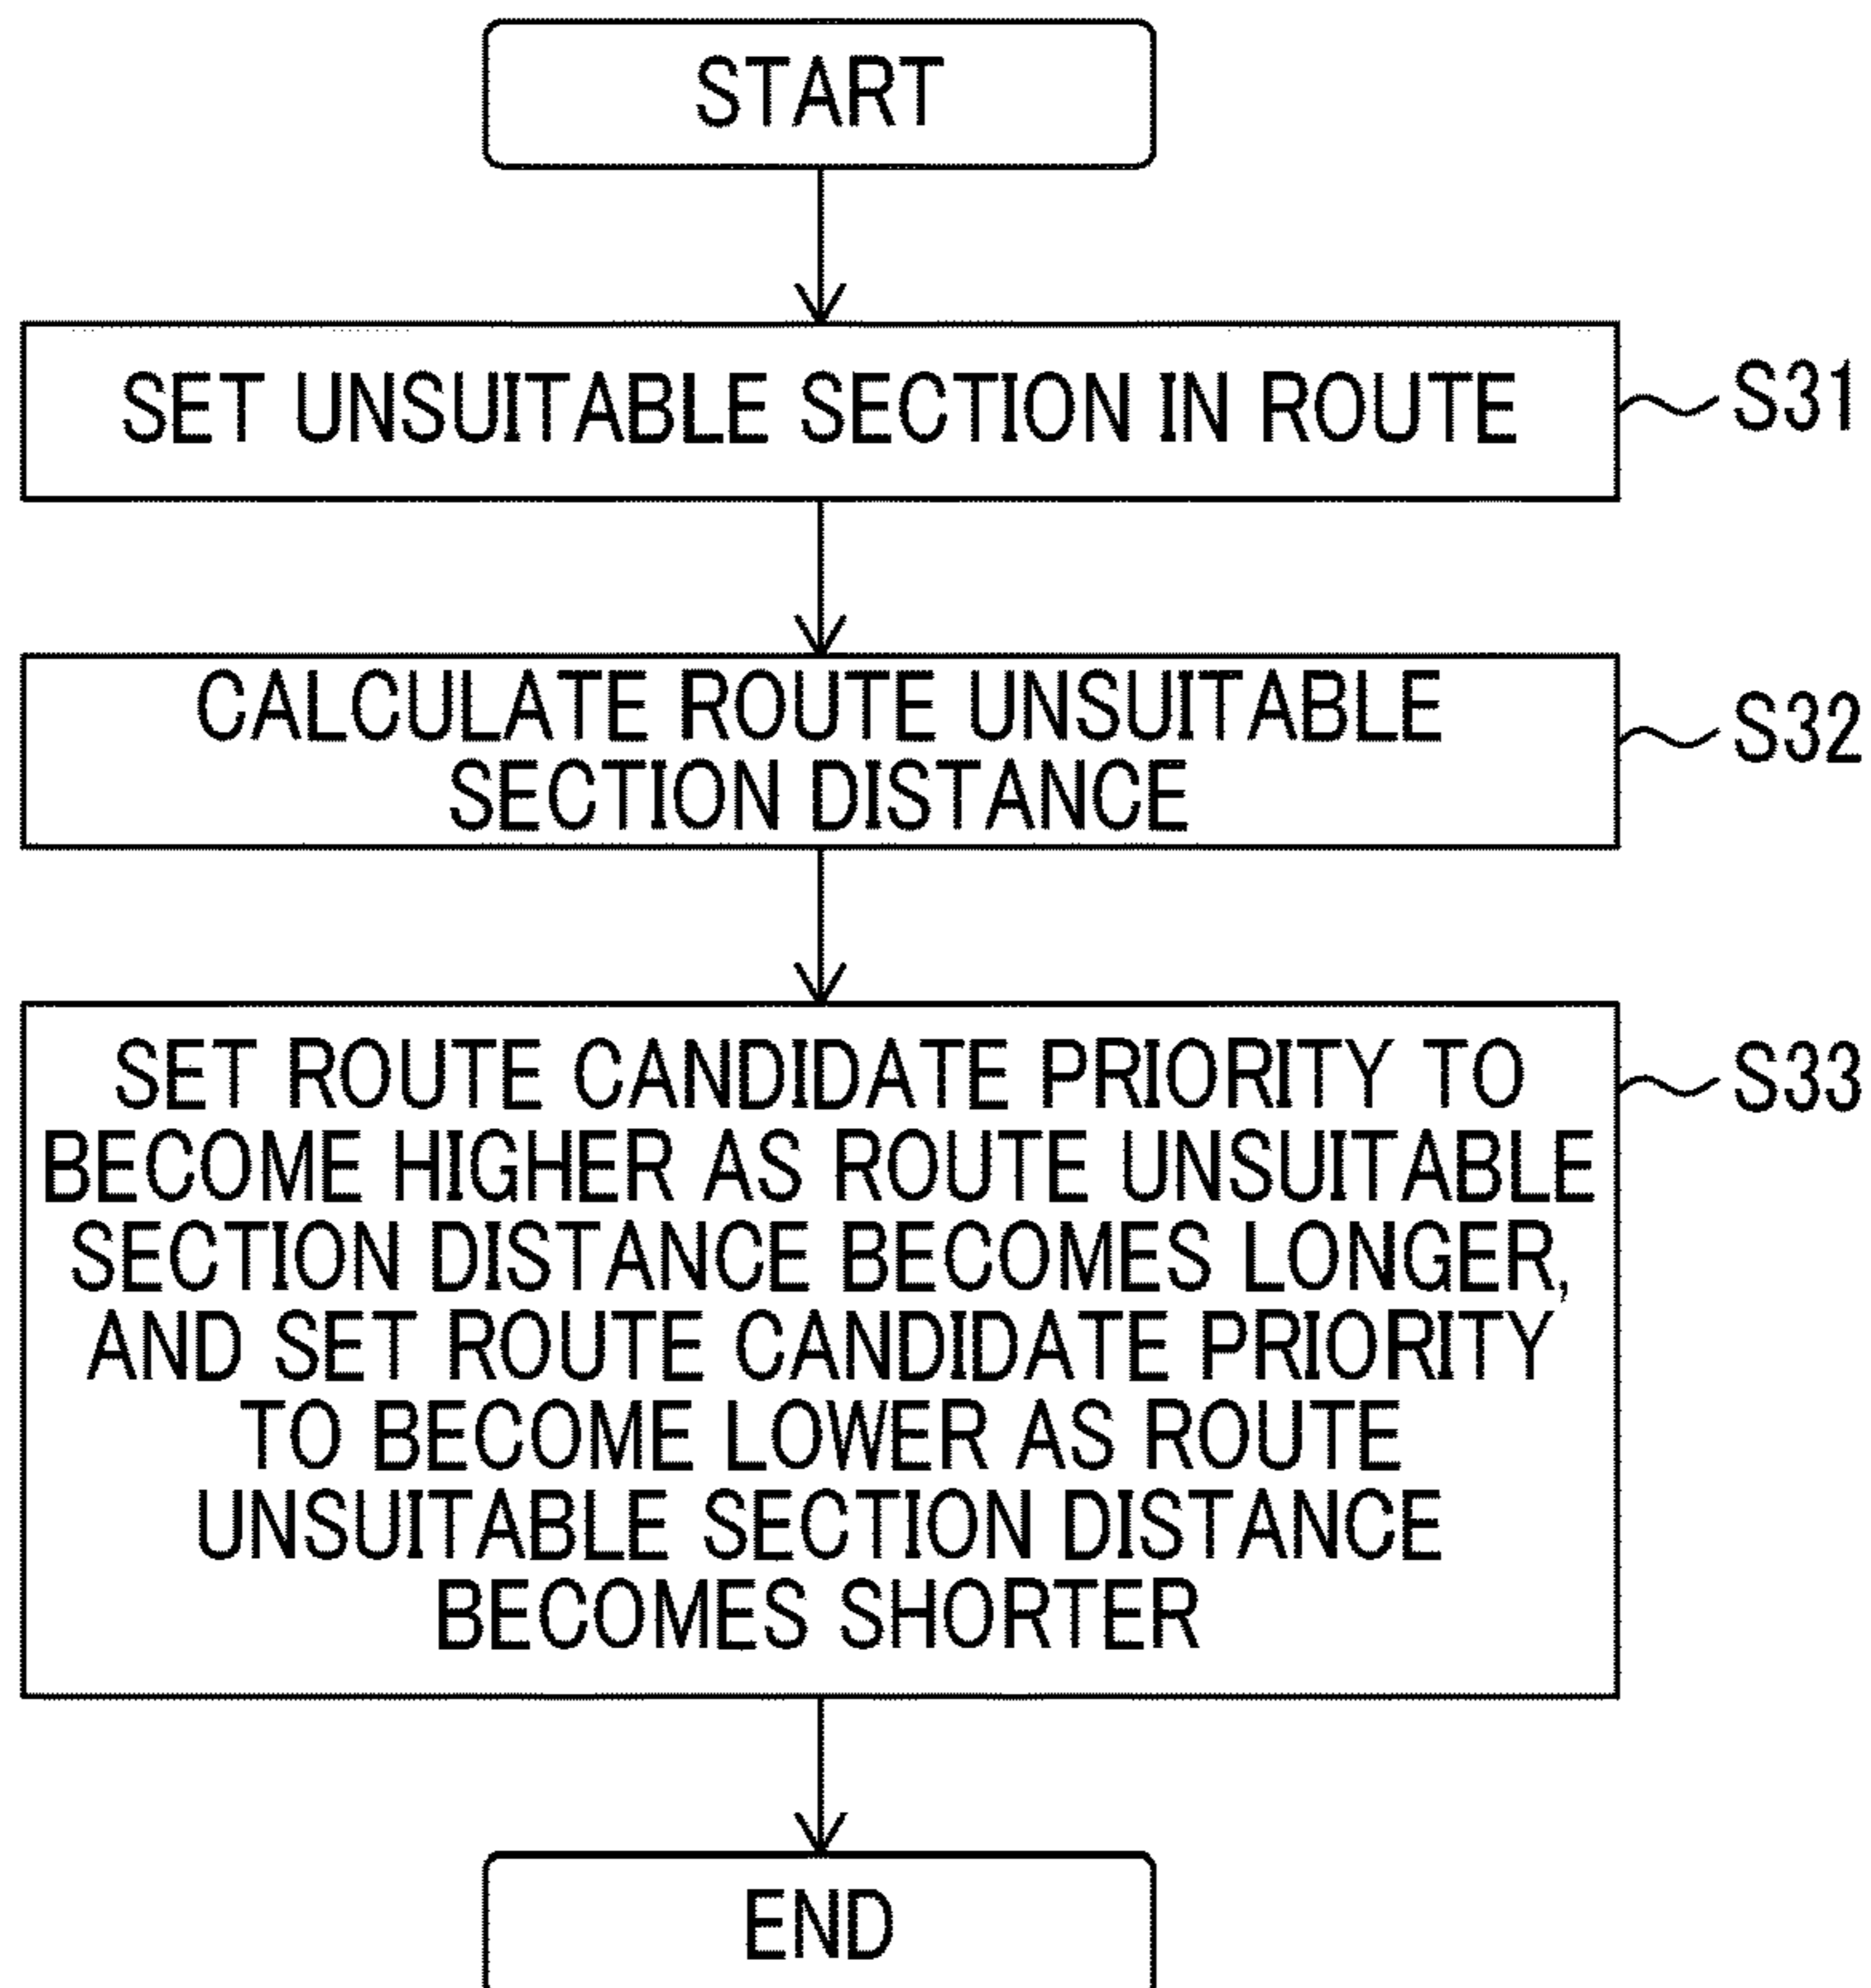 START
SET UNSUITABLE SECTION IN ROUTE
S31
CALCULATE ROUTE UNSUITABLE
SECTION DISTANCE
S32
SET ROUTE CANDIDATE PRIORITY TO
BECOME HIGHER AS ROUTE UNSUITABLE
SECTION DISTANCE BECOMES LONGER,
AND SET ROUTE CANDIDATE PRIORITY
TO BECOME LOWER AS ROUTE
UNSUITABLE SECTION DISTANCE
BECOMES SHORTER
S33
END